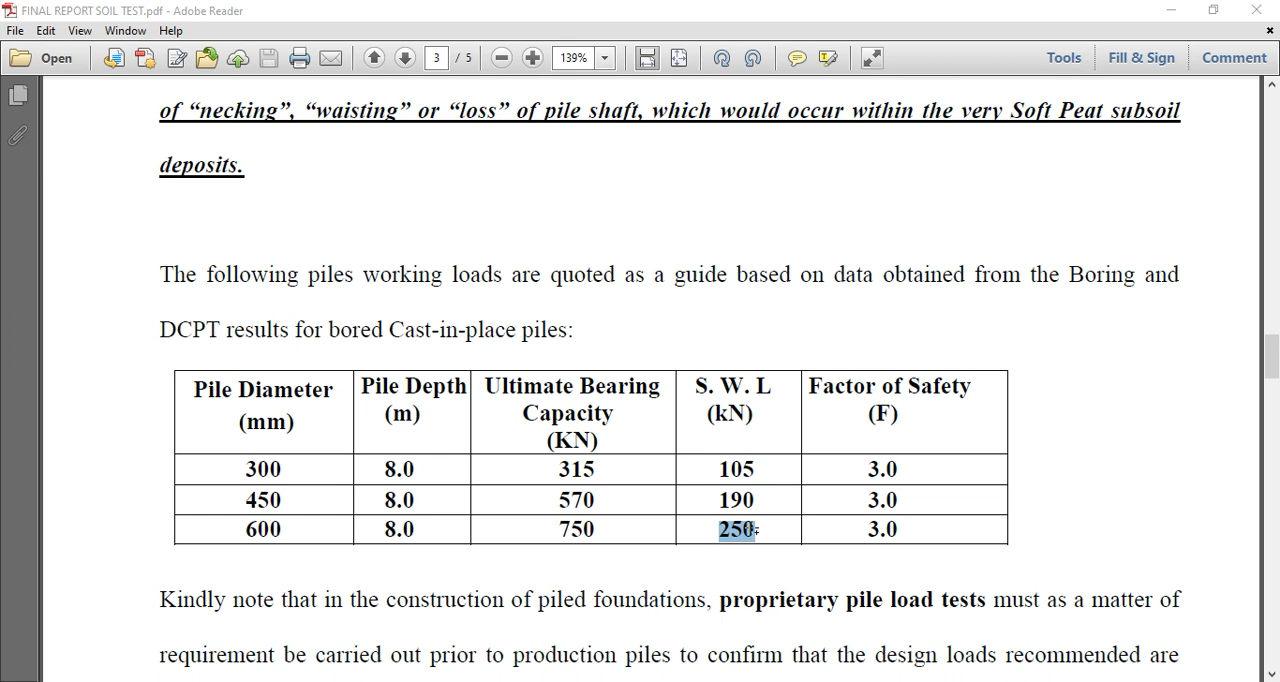 FINAL REPORT SOIL TEST.pdf - Adobe Reader
File Edit View Window Help
Open 3 / 5 139% Tools Fill & Sign Comment
of “necking”, “waisting” or “loss” of pile shaft, which would occur within the very Soft Peat subsoil
deposits.
The following piles working loads are quoted as a guide based on data obtained from the Boring and
DCPT results for bored Cast-in-place piles:
Pile Diameter (mm) Pile Depth (m) Ultimate Bearing Capacity (KN) S. W. L (kN) Factor of Safety (F)
300 8.0 315 105 3.0
450 8.0 570 190 3.0
600 8.0 750 250 3.0
Kindly note that in the construction of piled foundations, proprietary pile load tests must as a matter of
requirement be carried out prior to production piles to confirm that the design loads recommended are